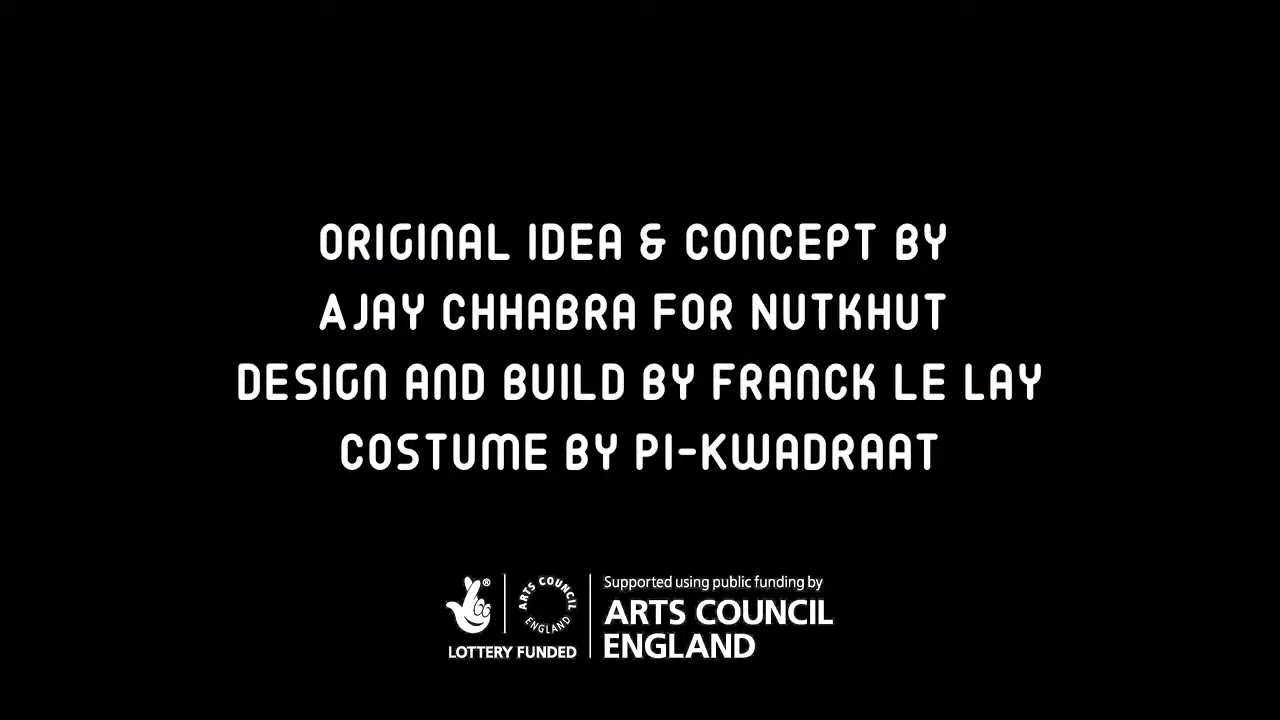 ORIGINAL IDEA & CONCEPT BY
AJAY CHHABRA FOR NUTKHUT
DESIGN AND BUILD BY FRANCK LE LAY
COSTUME BY PI-KWADRAAT
ARTS COUNCIL ENGLAND
LOTTERY FUNDED
Supported using public funding by
ARTS COUNCIL
ENGLAND